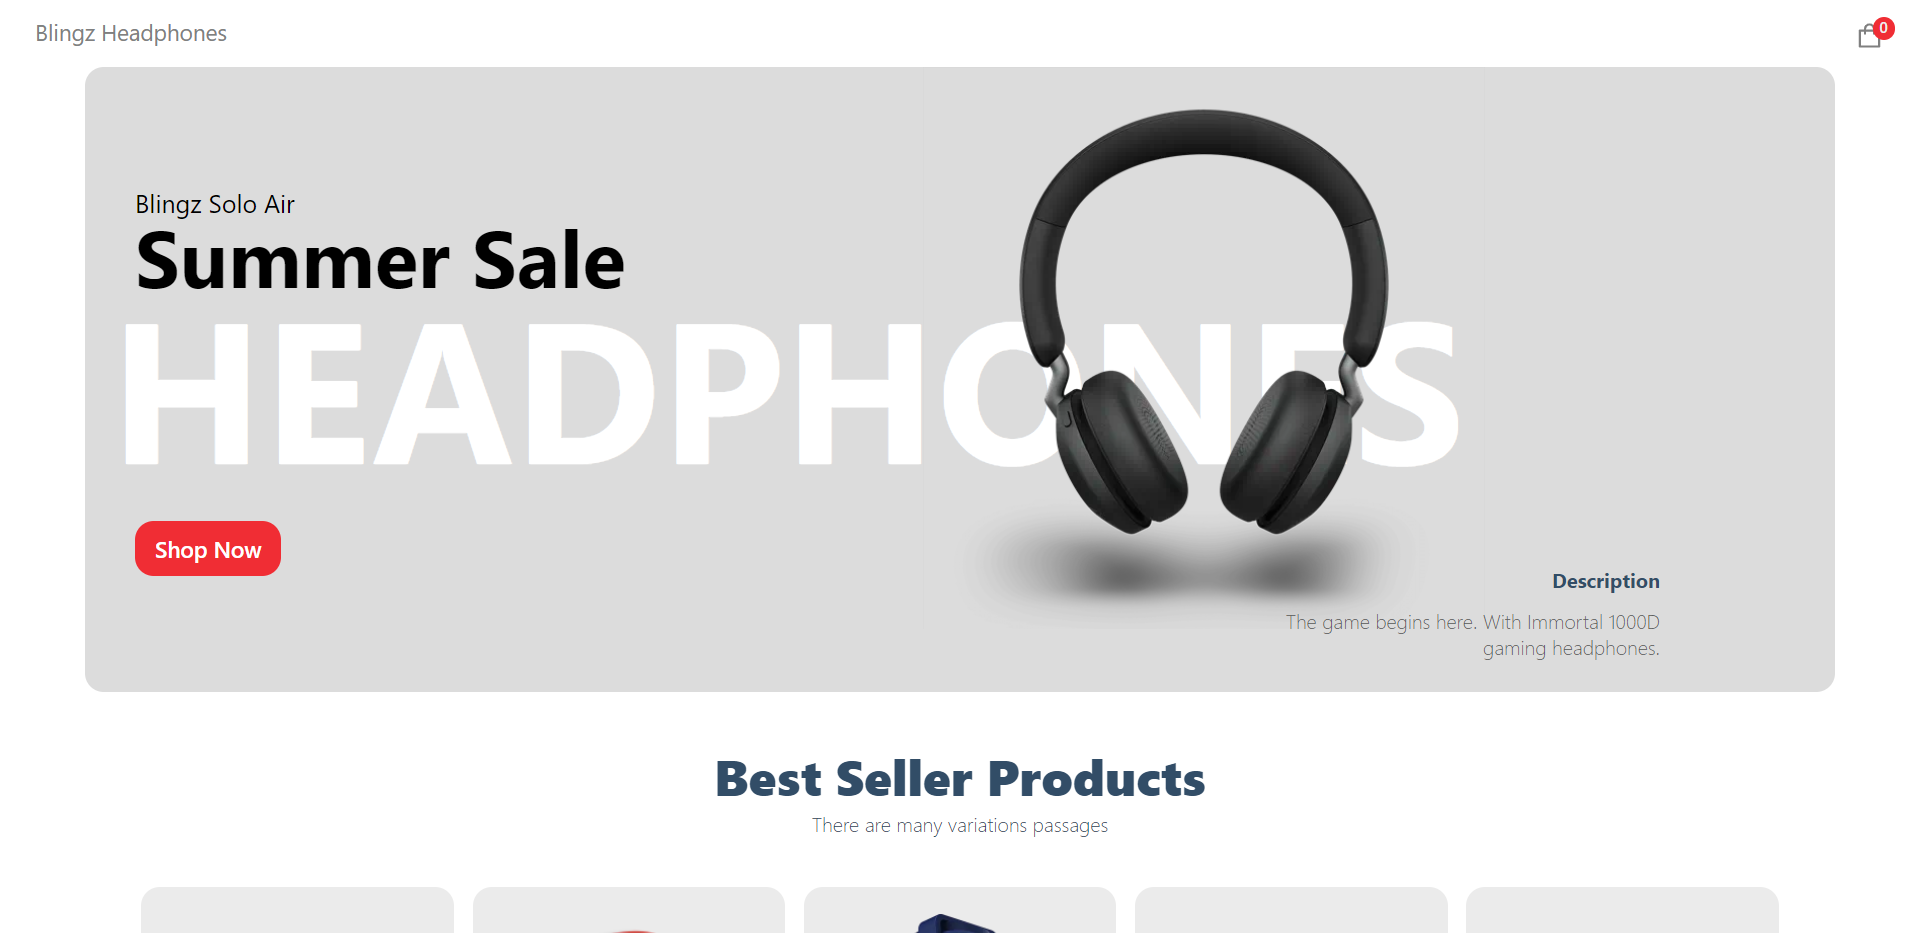 Blingz Headphones
0
Blingz Solo Air
Summer Sale
HEADPHONES
Shop Now
Description
The game begins here. With Immortal 1000D
gaming headphones.
Best Seller Products
There are many variations passages